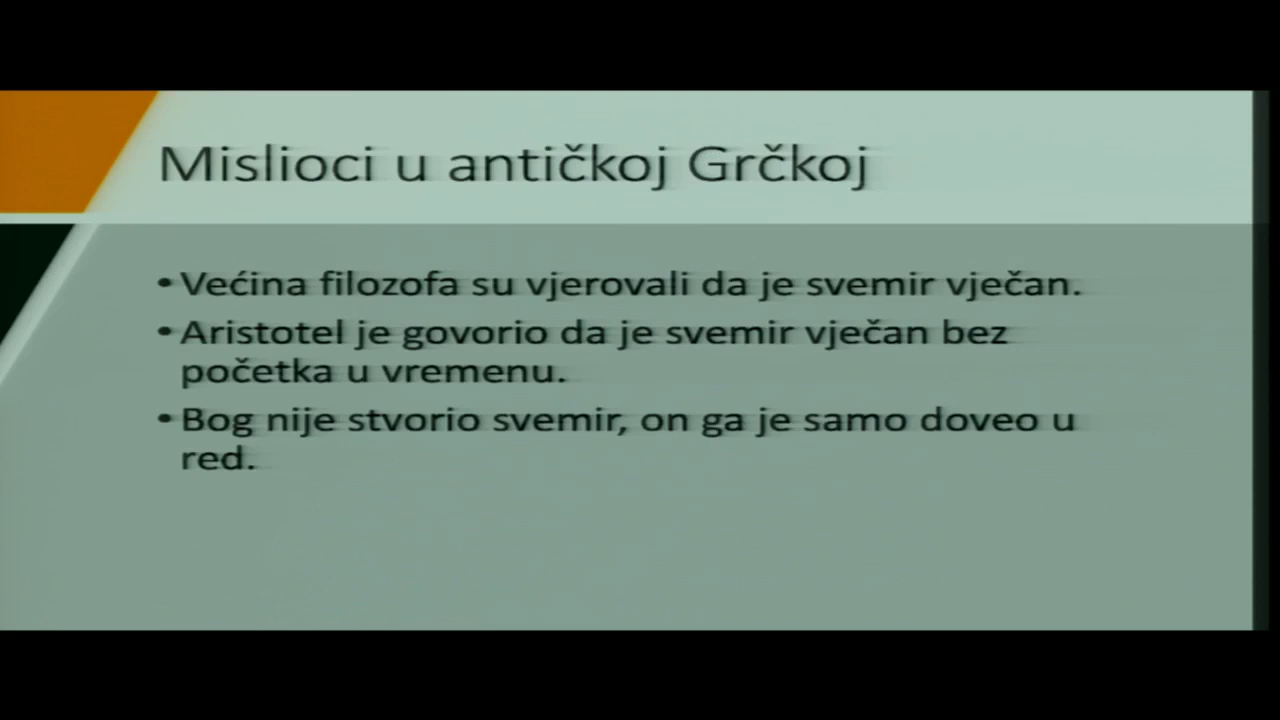 Mislioci u antičkoj Grčkoj
• Većina filozofa su vjerovali da je svemir vječan.
• Aristotel je govorio da je svemir vječan bez
početka u vremenu.
• Bog nije stvorio svemir, on ga je samo doveo u
red.